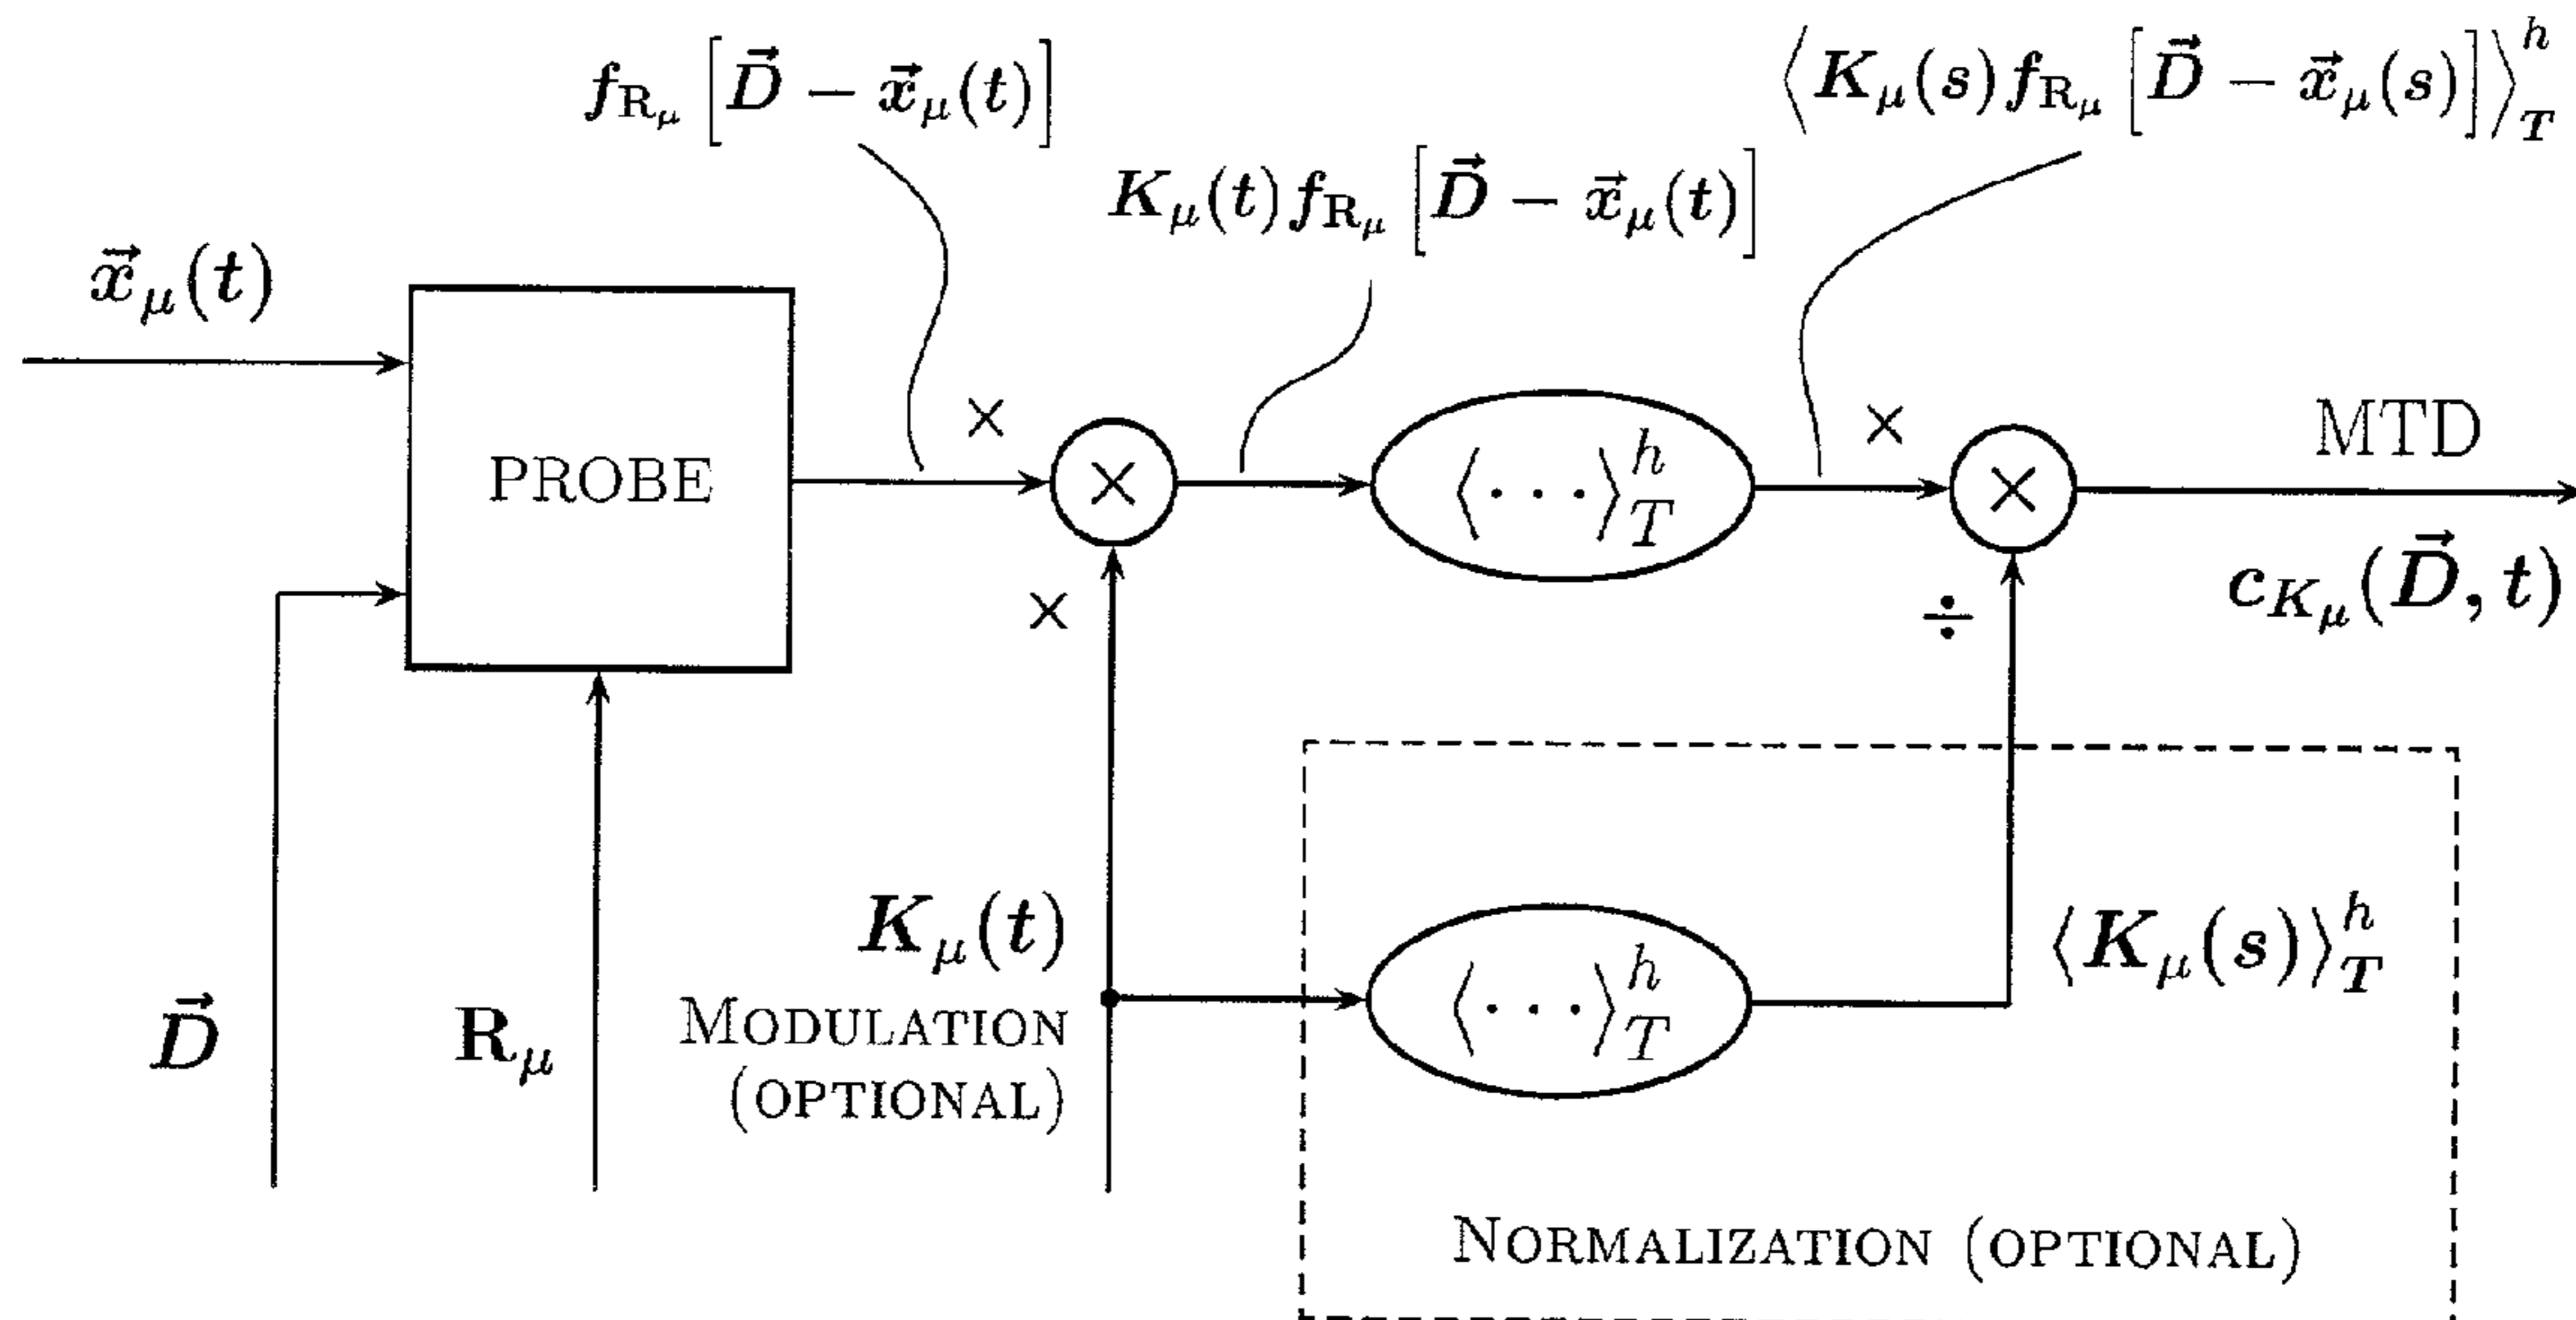 f_{R_μ} [D⃗ − x⃗_μ(t)]
⟨K_μ(s) f_{R_μ} [D⃗ − x⃗_μ(s)]⟩_T^h
K_μ(t) f_{R_μ} [D⃗ − x⃗_μ(t)]
x⃗_μ(t)
PROBE
×
×
⟨···⟩_T^h
×
×
MTD
c_{K_μ}(D⃗, t)
×
÷
K_μ(t)
MODULATION
(OPTIONAL)
D⃗
R_μ
⟨···⟩_T^h
⟨K_μ(s)⟩_T^h
NORMALIZATION (OPTIONAL)